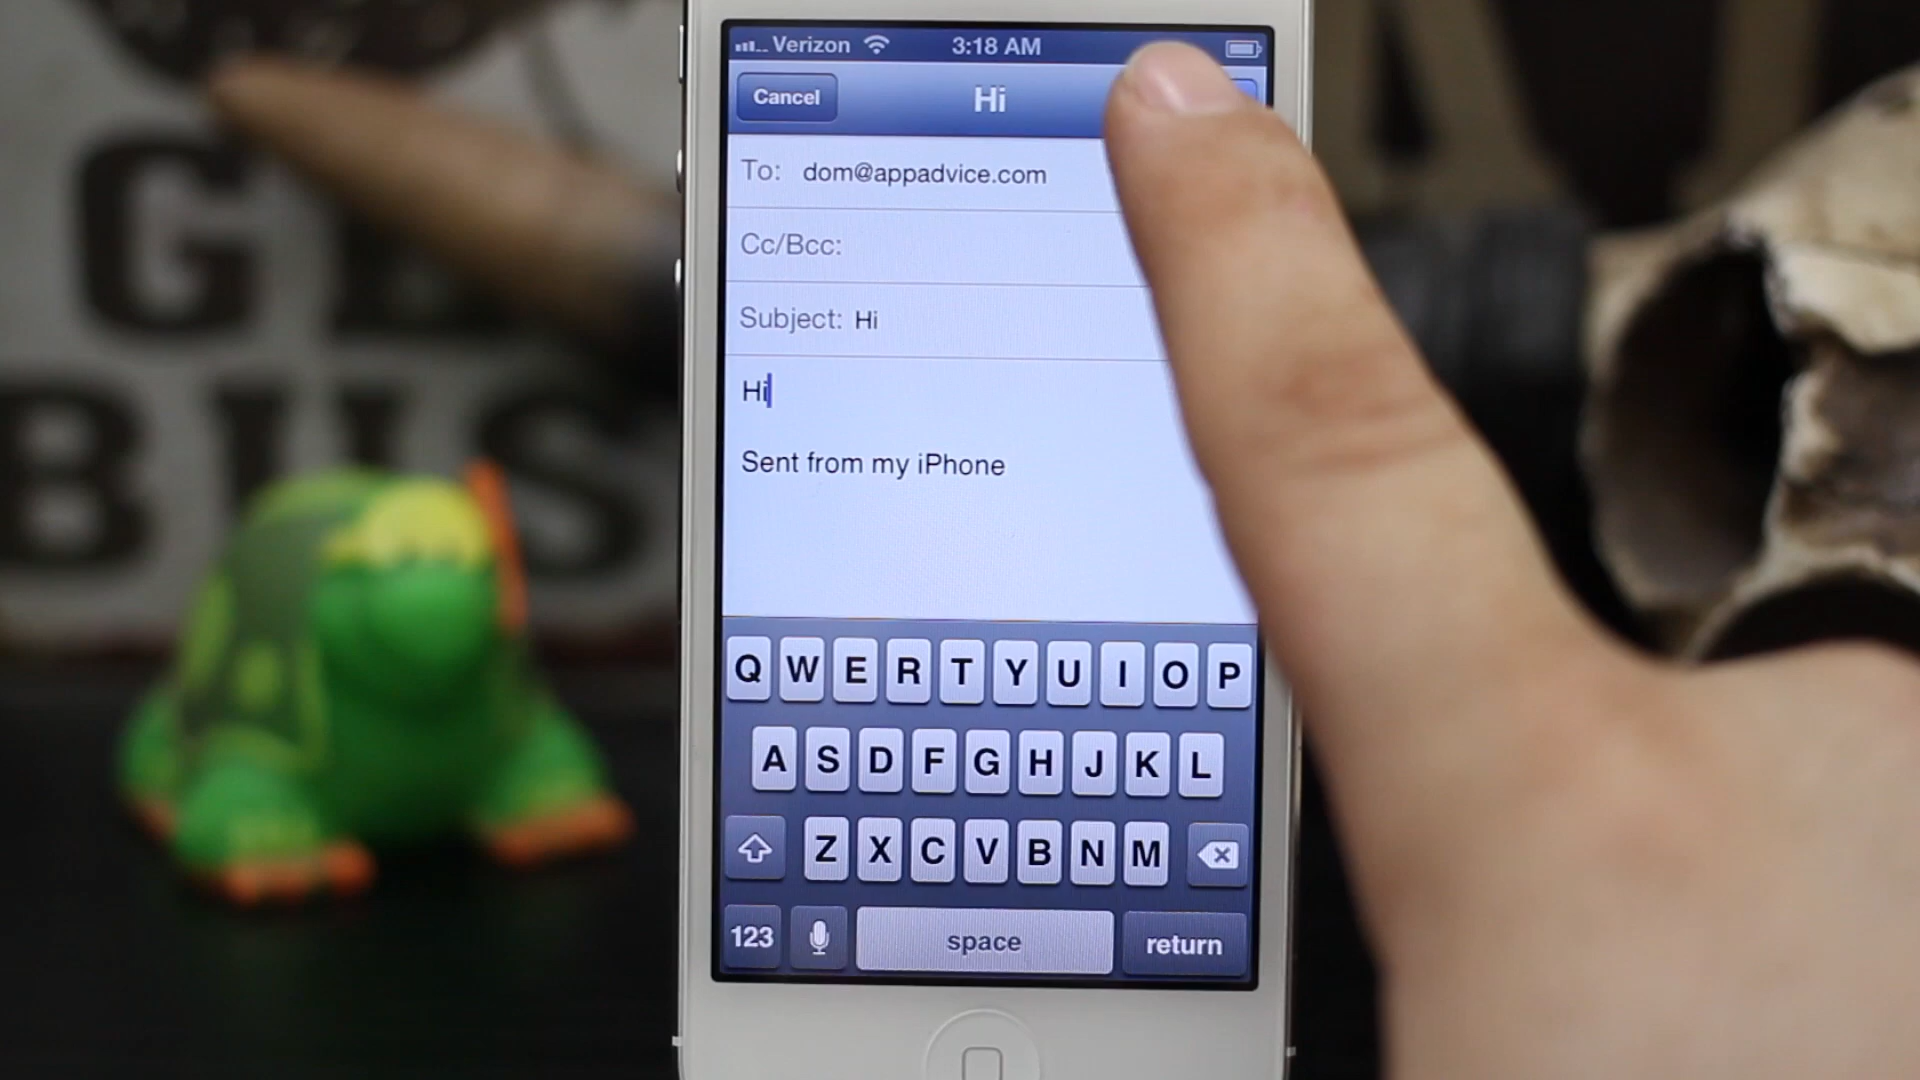 Verizon 3:18 AM
Cancel Hi
To: dom@appadvice.com
Cc/Bcc:
Subject: Hi
Hi
Sent from my iPhone
Q W E R T Y U I O P
A S D F G H J K L
Z X C V B N M
123 space return